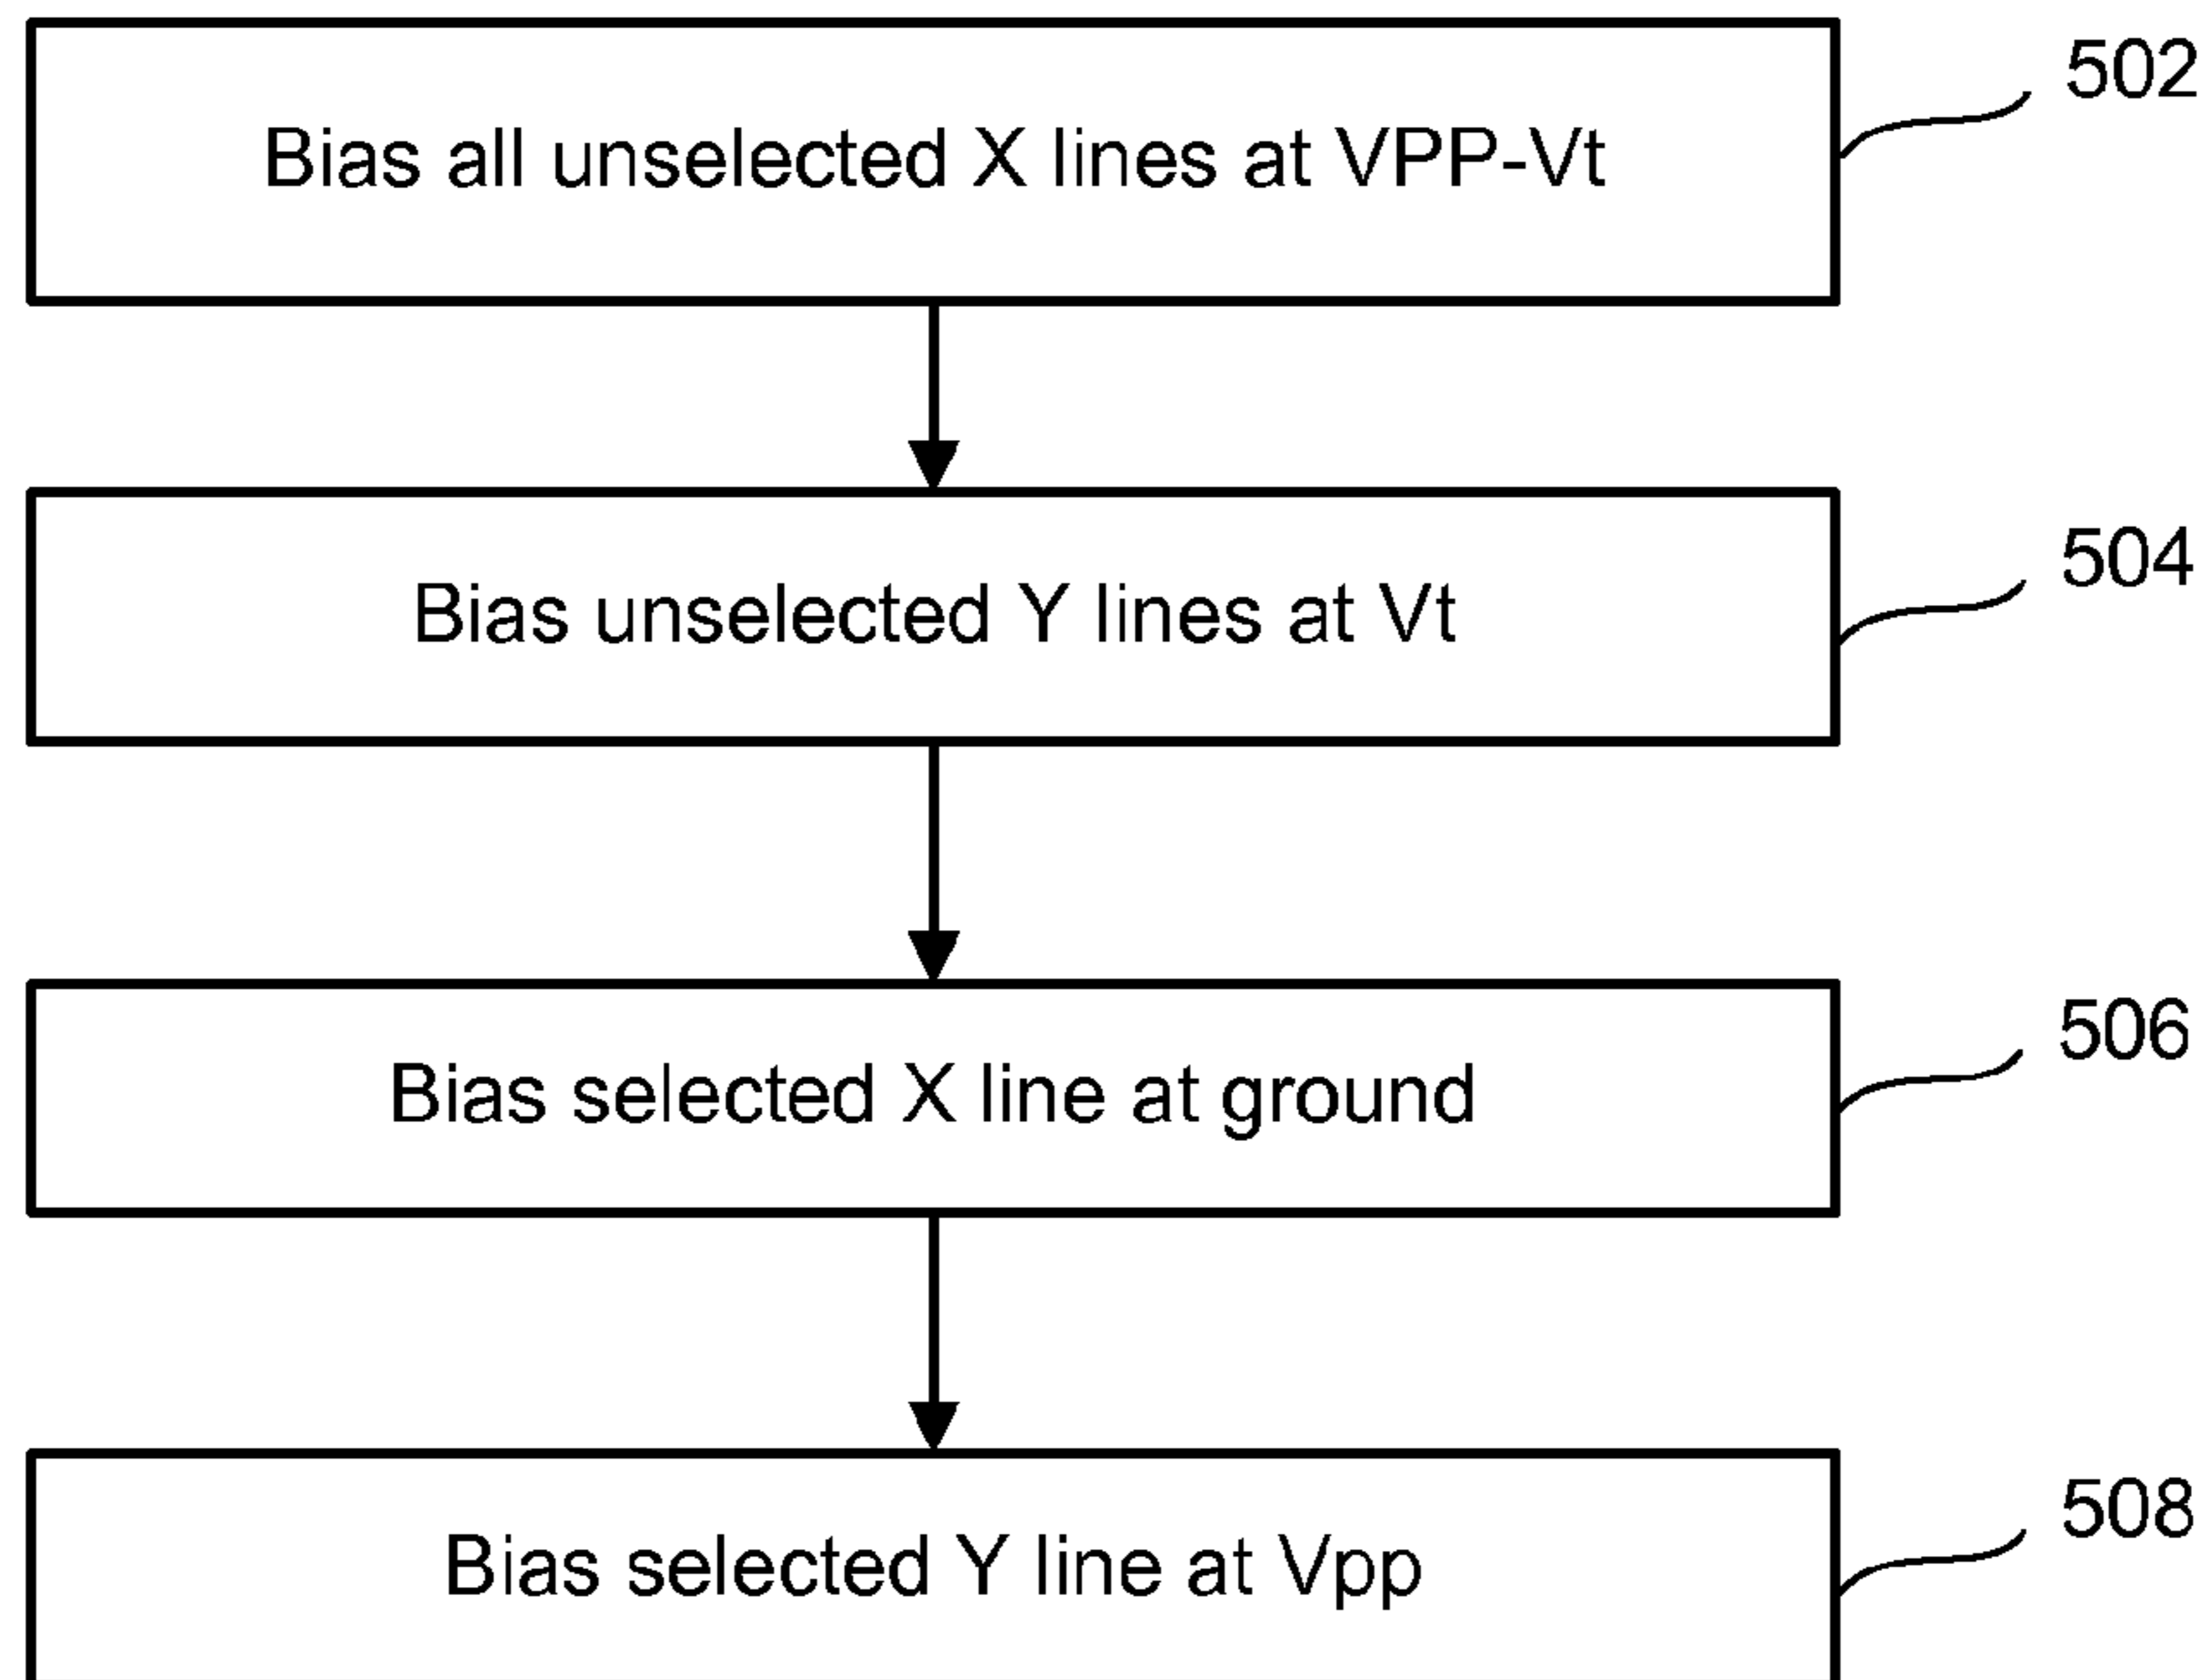 502
Bias all unselected X lines at VPP-Vt
504
Bias unselected Y lines at Vt
506
Bias selected X line at ground
508
Bias selected Y line at Vpp